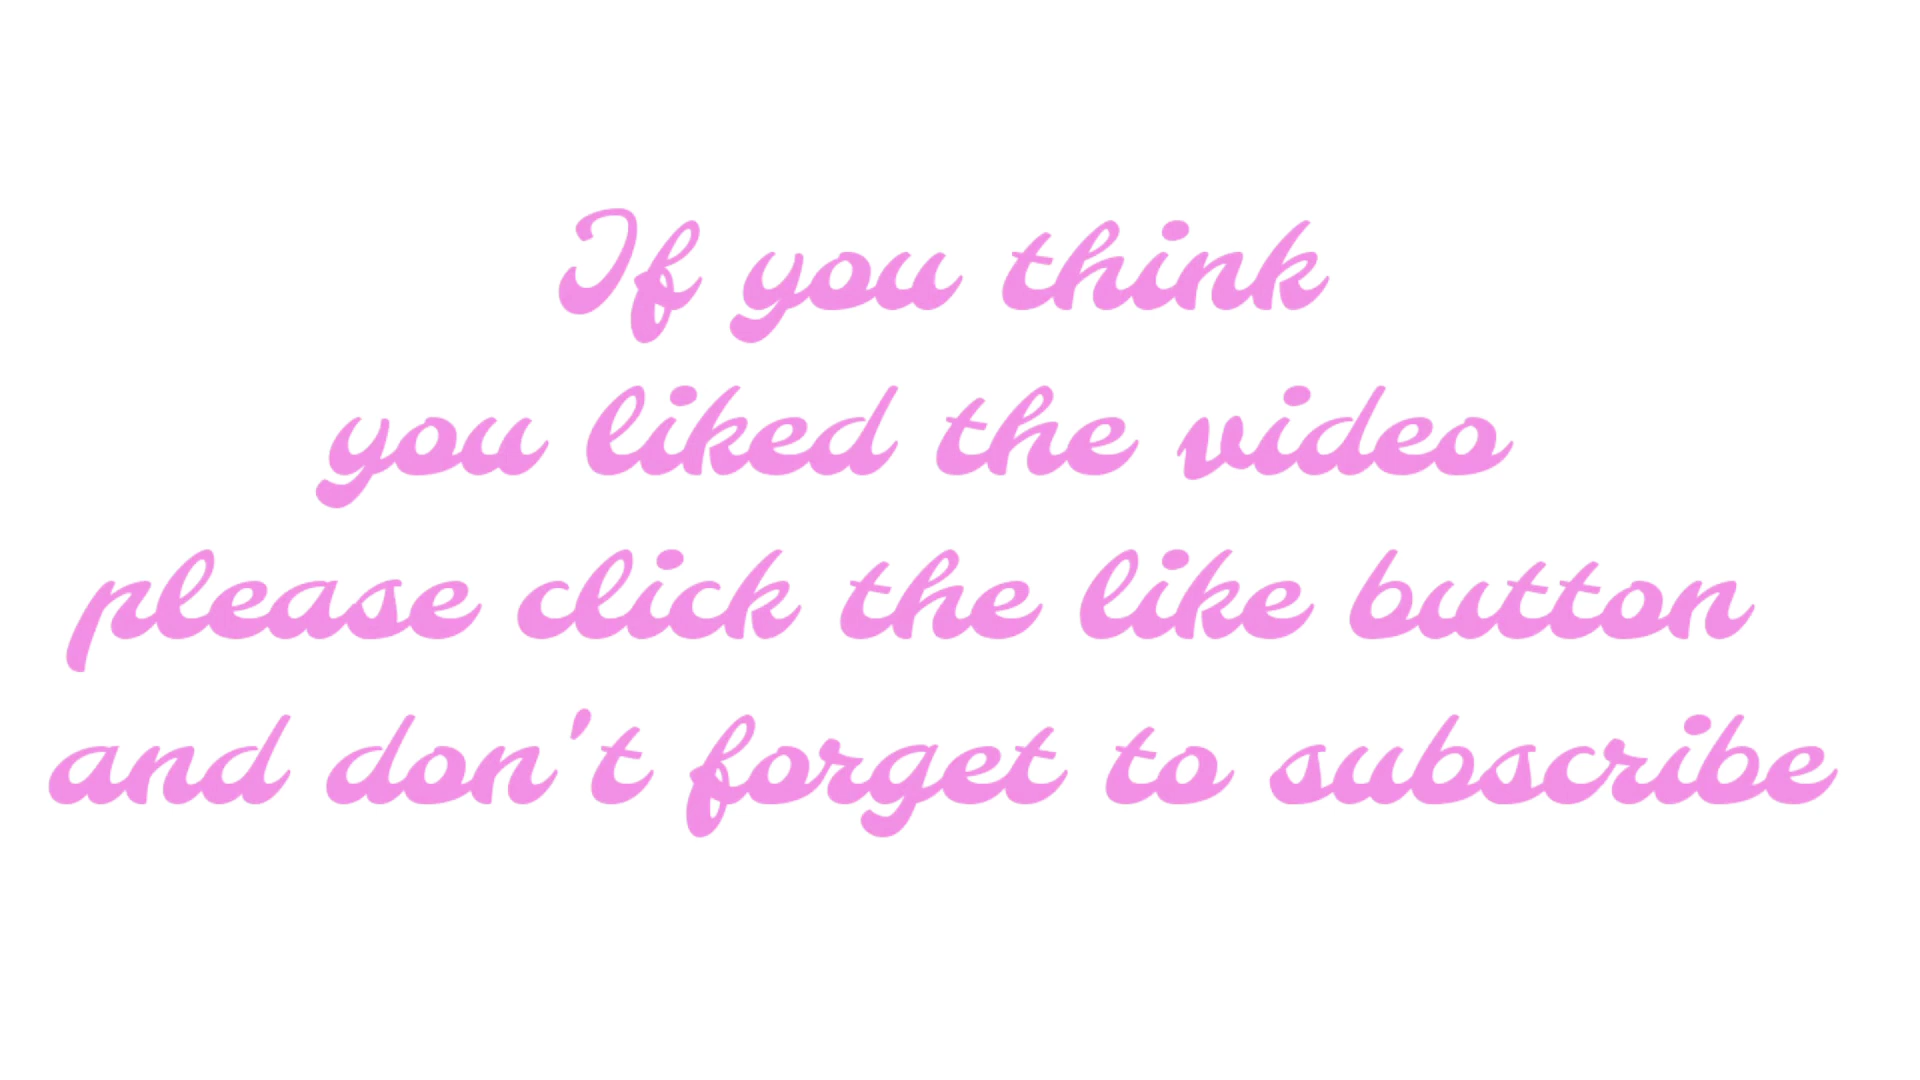 If you think
you liked the video
please click the like button
and don't forget to subscribe